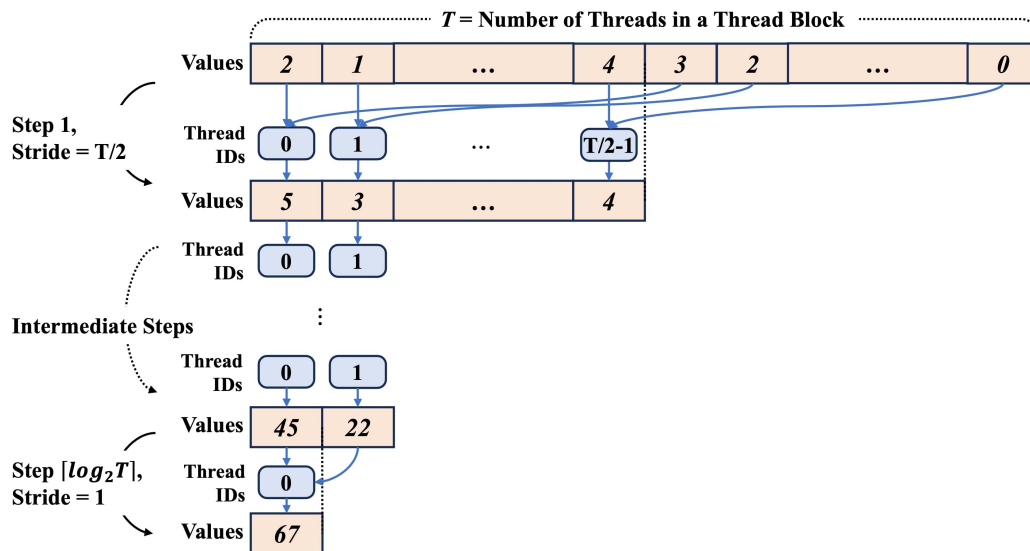 T = Number of Threads in a Thread Block
Values 2 1 ... 4 3 2 ... 0
Step 1,
Stride = T/2
Thread
IDs
0 1 ... T/2-1
Values 5 3 ... 4
Thread
IDs
0 1
⋮
Intermediate Steps
Thread
IDs
0 1
Values 45 22
Step ⌈log₂T⌉,
Stride = 1
Thread
IDs
0
Values 67